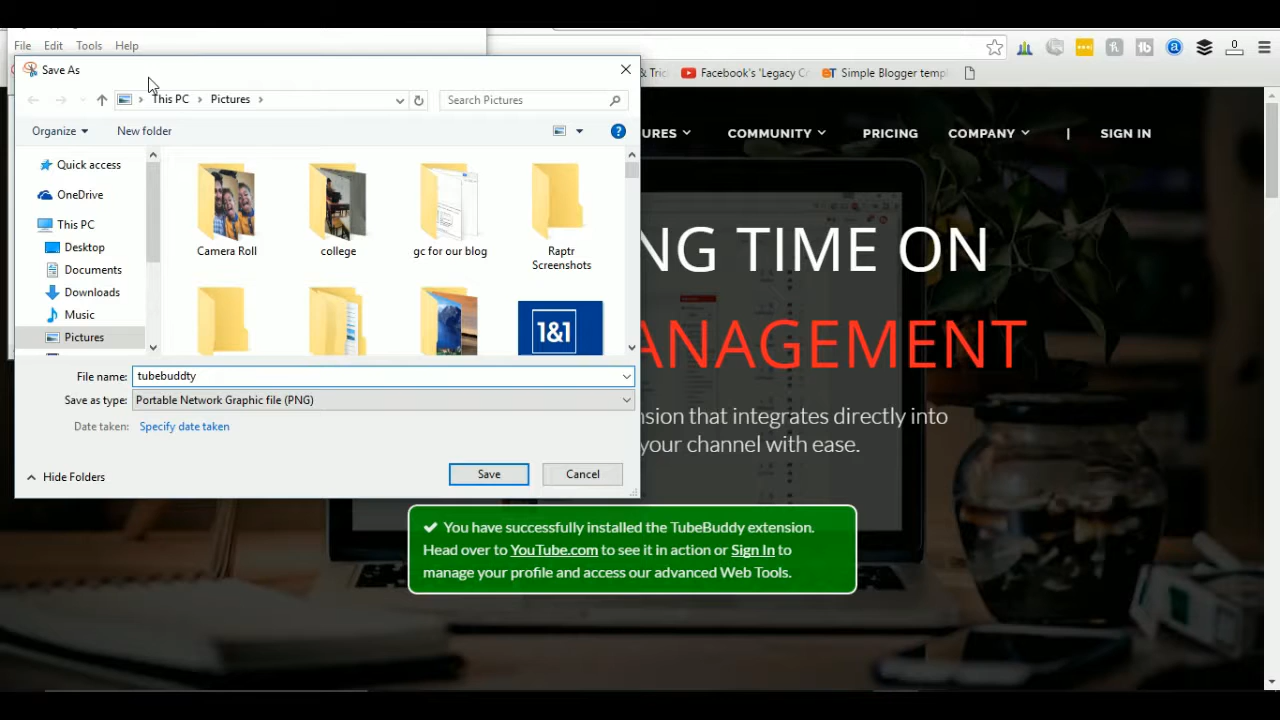 File Edit Tools Help
Save As
This PC Pictures
Search Pictures
& Tric
Facebook's 'Legacy Co
Simple Blogger templ
0
Organize
New folder
Quick access
OneDrive
This PC
Desktop
Documents
Downloads
Music
Pictures
Camera Roll
college
gc for our blog
Raptr
Screenshots
1&1
File name: tubebuddty
Save as type: Portable Network Graphic file (PNG)
Date taken: Specify date taken
Hide Folders
Save
Cancel
URES
COMMUNITY
PRICING
COMPANY
|
SIGN IN
NG TIME ON
ANAGEMENT
nsion that integrates directly into
your channel with ease.
You have successfully installed the TubeBuddy extension.
Head over to YouTube.com to see it in action or Sign In to
manage your profile and access our advanced Web Tools.